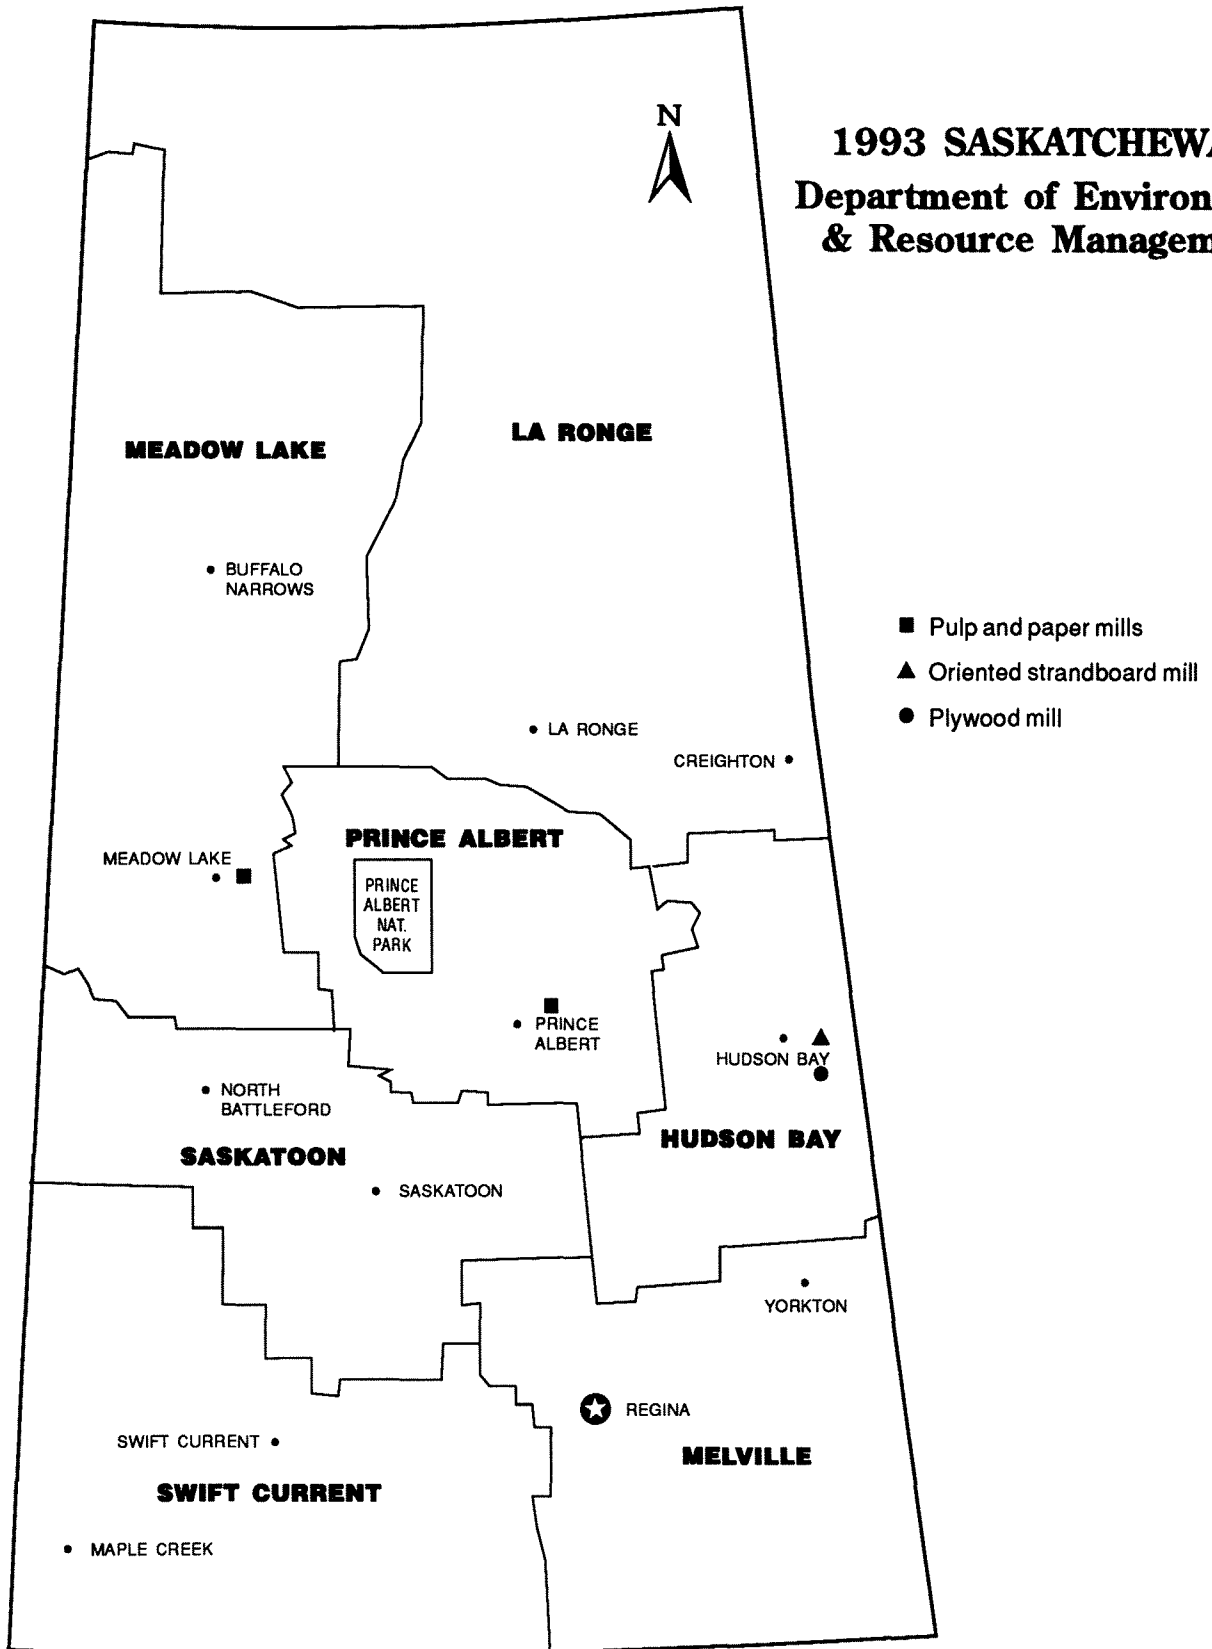 N
1993 SASKATCHEWA
Department of Environ
& Resource Managem
MEADOW LAKE
LA RONGE
BUFFALO
NARROWS
Pulp and paper mills
Oriented strandboard mill
Plywood mill
LA RONGE
CREIGHTON
PRINCE ALBERT
MEADOW LAKE
PRINCE
ALBERT
NAT.
PARK
PRINCE
ALBERT
HUDSON BAY
NORTH
BATTLEFORD
HUDSON BAY
SASKATOON
SASKATOON
YORKTON
REGINA
SWIFT CURRENT
MELVILLE
SWIFT CURRENT
MAPLE CREEK